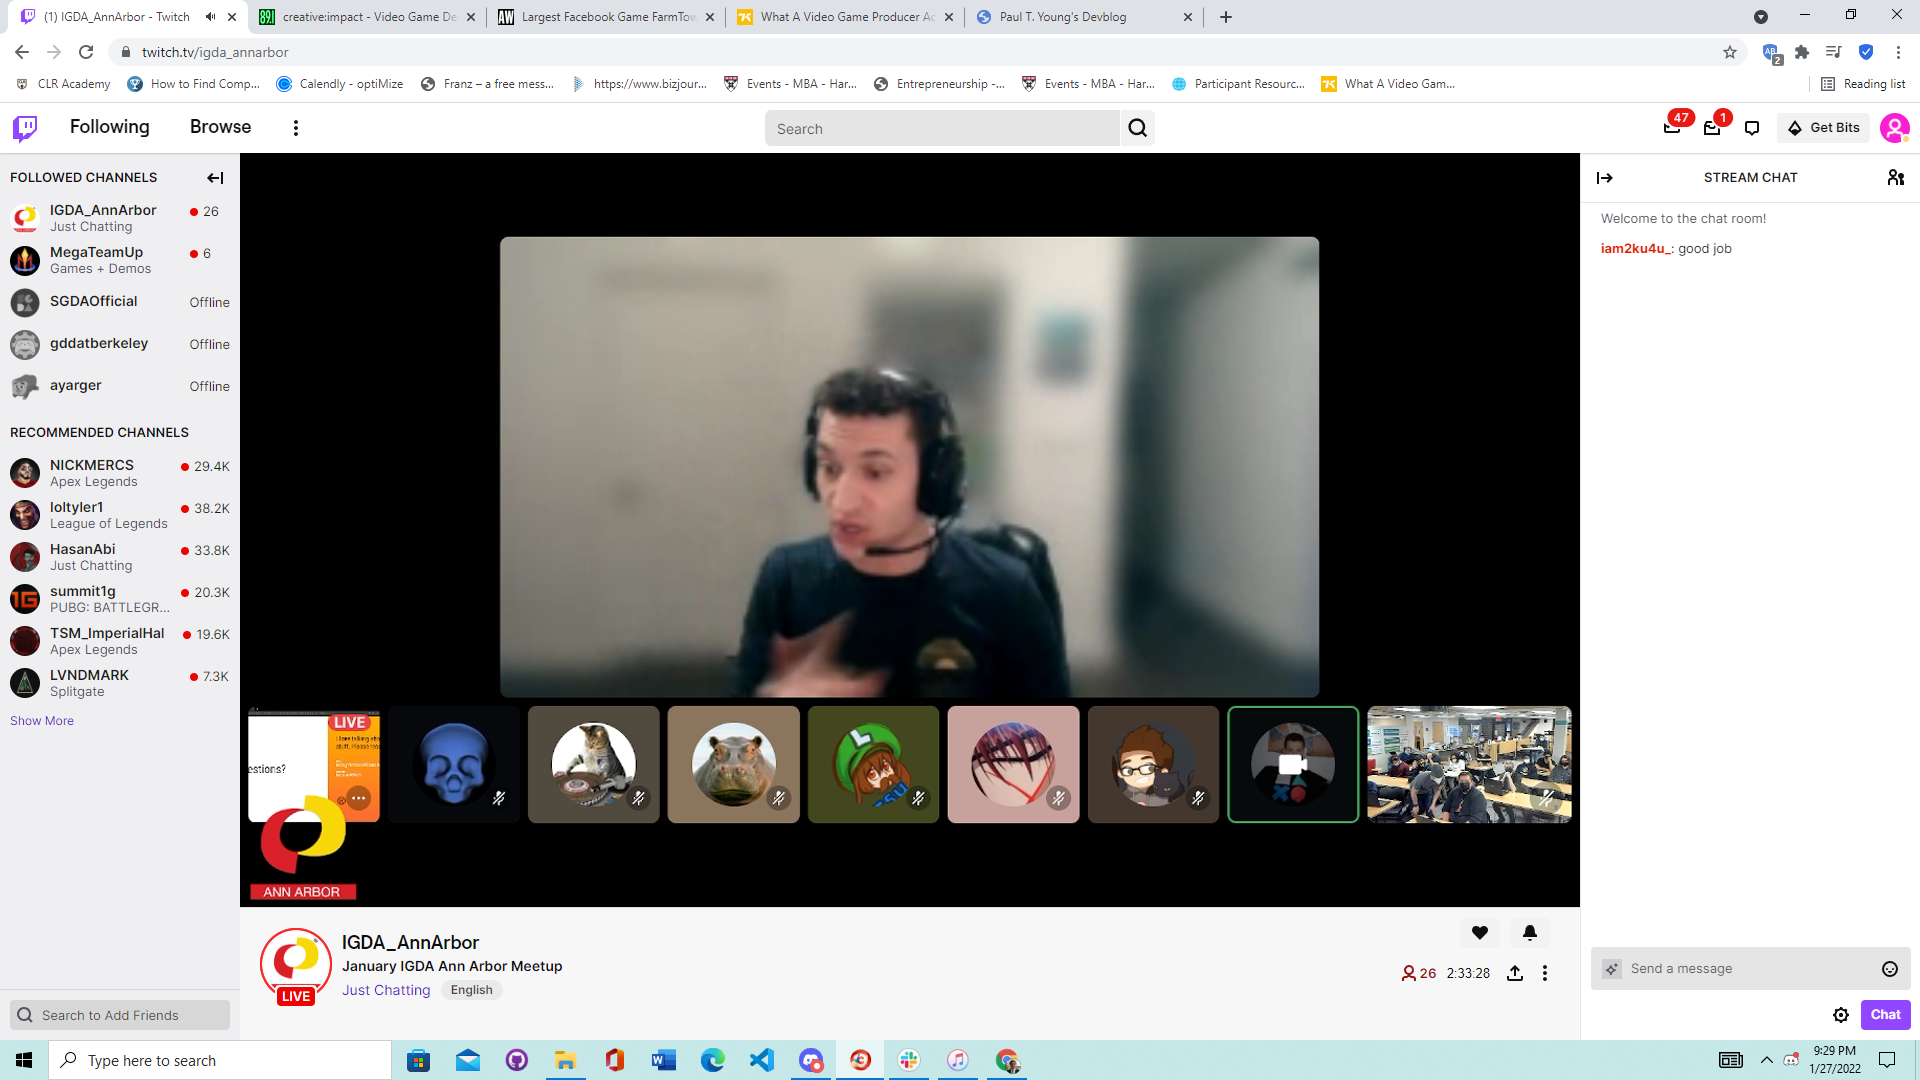 (1) IGDA_AnnArbor - Twitch
creative:impact - Video Game De
Largest Facebook Game FarmTow
What A Video Game Producer Ac
Paul T. Young's Devblog
twitch.tv/igda_annarbor
2
CLR Academy
How to Find Comp...
Calendly - optiMize
Franz – a free mess...
https://www.bizjour...
Events - MBA - Har...
Entrepreneurship -...
Events - MBA - Har...
Participant Resourc...
What A Video Gam...
Reading list
Following
Browse
Search
47
1
Get Bits
FOLLOWED CHANNELS
IGDA_AnnArbor
26
Just Chatting
MegaTeamUp
6
Games + Demos
SGDAOfficial
Offline
gddatberkeley
Offline
ayarger
Offline
RECOMMENDED CHANNELS
NICKMERCS
29.4K
Apex Legends
loltyler1
38.2K
League of Legends
HasanAbi
33.8K
Just Chatting
summit1g
20.3K
PUBG: BATTLEGR...
TSM_ImperialHal
19.6K
Apex Legends
LVNDMARK
7.3K
Splitgate
Show More
Search to Add Friends
LIVE
estions?
ANN ARBOR
IGDA_AnnArbor
January IGDA Ann Arbor Meetup
Just Chatting
English
LIVE
26
2:33:28
STREAM CHAT
Welcome to the chat room!
iam2ku4u_: good job
Send a message
Chat
Type here to search
9:29 PM
1/27/2022